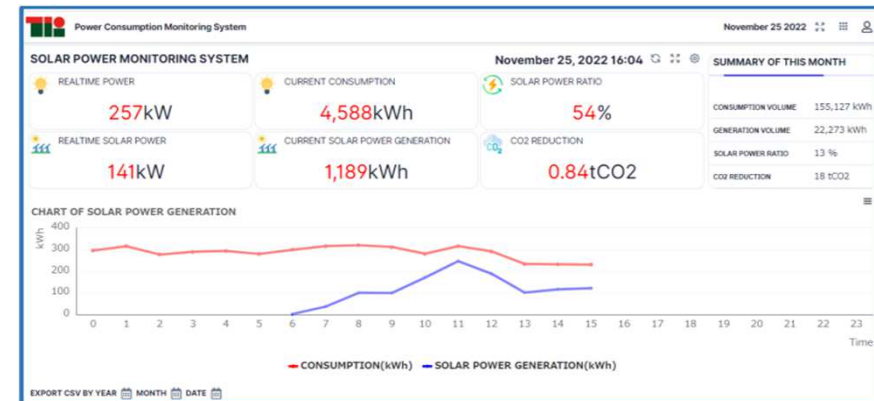 TIi Power Consumption Monitoring System
November 25 2022
SOLAR POWER MONITORING SYSTEM
November 25, 2022 16:04
SUMMARY OF THIS MONTH
REALTIME POWER
257kW
CURRENT CONSUMPTION
4,588kWh
SOLAR POWER RATIO
54%
REALTIME SOLAR POWER
141kW
CURRENT SOLAR POWER GENERATION
1,189kWh
CO2 REDUCTION
CO2
0.84tCO2
CONSUMPTION VOLUME 155,127 kWh
GENERATION VOLUME 22,273 kWh
SOLAR POWER RATIO 13 %
CO2 REDUCTION 18 tCO2
CHART OF SOLAR POWER GENERATION
kWh
400
300
200
100
0
0 1 2 3 4 5 6 7 8 9 10 11 12 13 14 15 16 17 18 19 20 21 22 23
Time
CONSUMPTION(kWh) SOLAR POWER GENERATION(kWh)
EXPORT CSV BY YEAR MONTH DATE